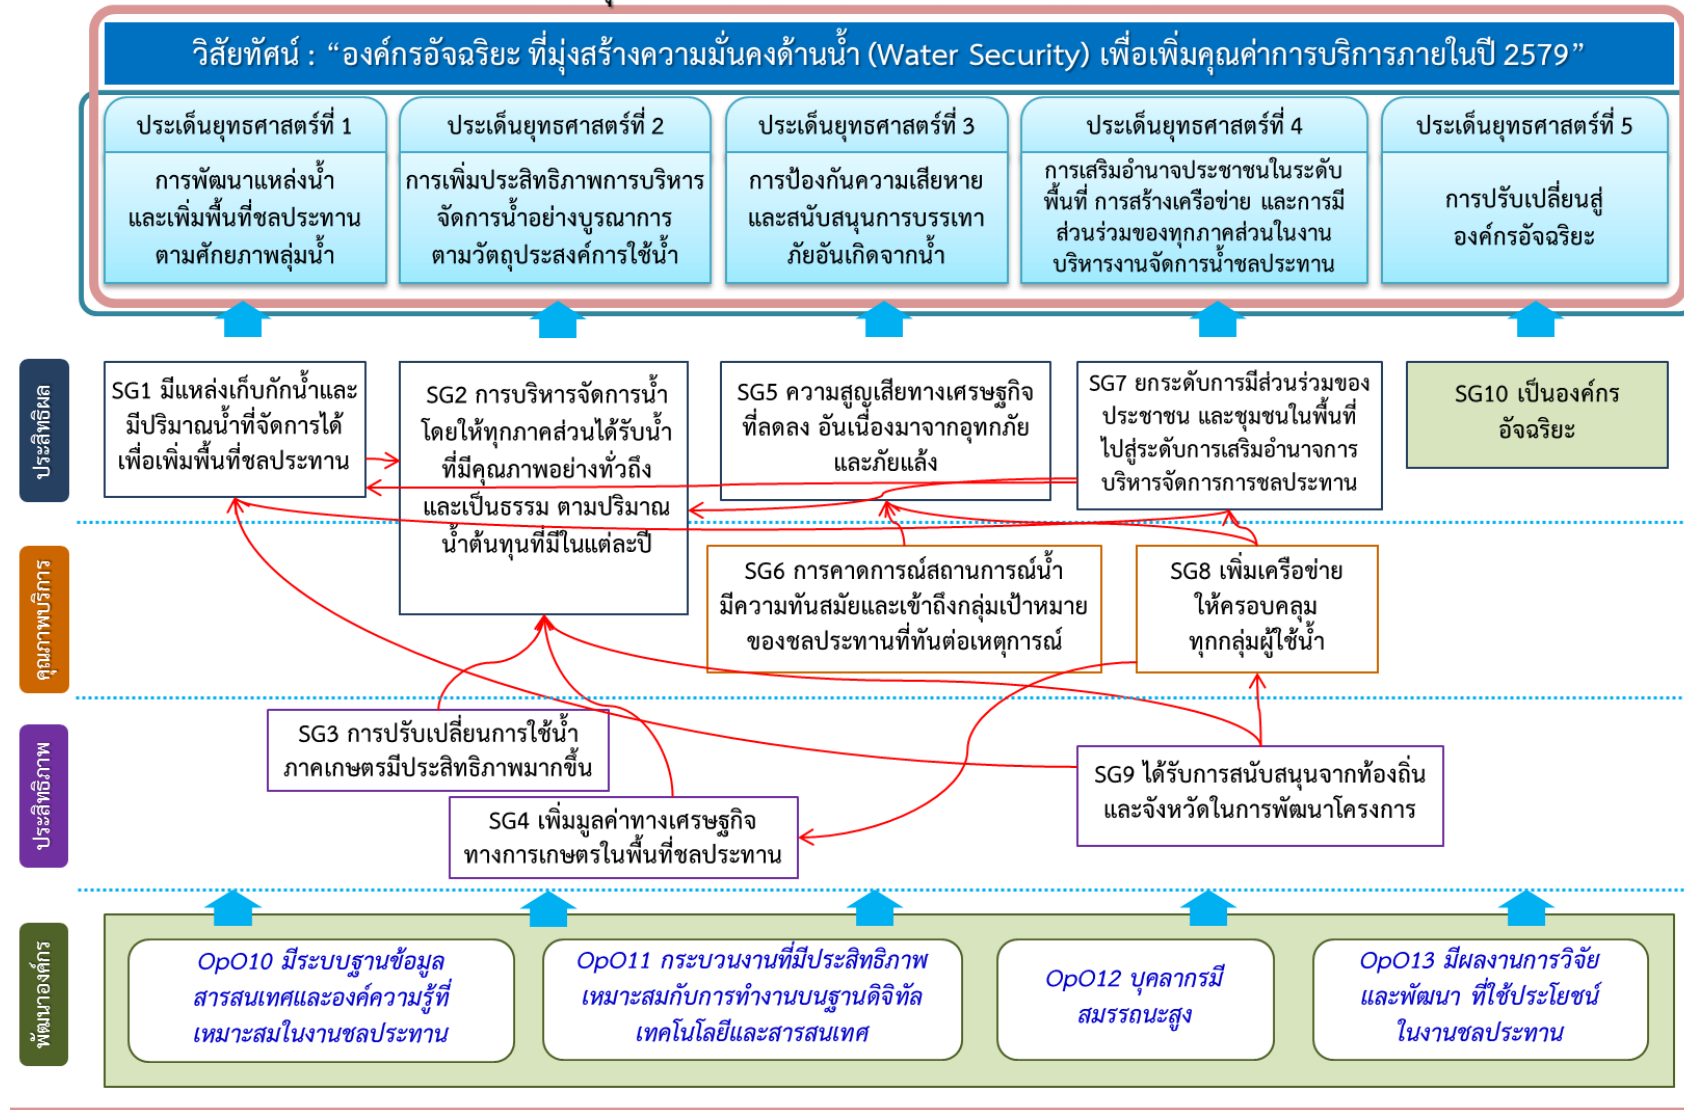 วิสัยทัศน์ : “องค์กรอัจฉริยะ ที่มุ่งสร้างความมั่นคงด้านน้ำ (Water Security) เพื่อเพิ่มคุณค่าการบริการภายในปี 2579”
ประเด็นยุทธศาสตร์ที่ 1
การพัฒนาแหล่งน้ำ
และเพิ่มพื้นที่ชลประทาน
ตามศักยภาพลุ่มน้ำ
ประเด็นยุทธศาสตร์ที่ 2
การเพิ่มประสิทธิภาพการบริหาร
จัดการน้ำอย่างบูรณาการ
ตามวัตถุประสงค์การใช้น้ำ
ประเด็นยุทธศาสตร์ที่ 3
การป้องกันความเสียหาย
และสนับสนุนการบรรเทา
ภัยอันเกิดจากน้ำ
ประเด็นยุทธศาสตร์ที่ 4
การเสริมอำนาจประชาชนในระดับ
พื้นที่ การสร้างเครือข่าย และการมี
ส่วนร่วมของทุกภาคส่วนในงาน
บริหารงานจัดการน้ำชลประทาน
ประเด็นยุทธศาสตร์ที่ 5
การปรับเปลี่ยนสู่
องค์กรอัจฉริยะ
ประสิทธิผล
SG1 มีแหล่งเก็บกักน้ำและ
มีปริมาณน้ำที่จัดการได้
เพื่อเพิ่มพื้นที่ชลประทาน
SG2 การบริหารจัดการน้ำ
โดยให้ทุกภาคส่วนได้รับน้ำ
ที่มีคุณภาพอย่างทั่วถึง
และเป็นธรรม ตามปริมาณ
น้ำต้นทุนที่มีในแต่ละปี
SG5 ความสูญเสียทางเศรษฐกิจ
ที่ลดลง อันเนื่องมาจากอุทกภัย
และภัยแล้ง
SG7 ยกระดับการมีส่วนร่วมของ
ประชาชน และชุมชนในพื้นที่
ไปสู่ระดับการเสริมอำนาจการ
บริหารจัดการการชลประทาน
SG10 เป็นองค์กร
อัจฉริยะ
คุณภาพบริการ
SG6 การคาดการณ์สถานการณ์น้ำ
มีความทันสมัยและเข้าถึงกลุ่มเป้าหมาย
ของชลประทานที่ทันต่อเหตุการณ์
SG8 เพิ่มเครือข่าย
ให้ครอบคลุม
ทุกกลุ่มผู้ใช้น้ำ
ประสิทธิภาพ
SG3 การปรับเปลี่ยนการใช้น้ำ
ภาคเกษตรมีประสิทธิภาพมากขึ้น
SG4 เพิ่มมูลค่าทางเศรษฐกิจ
ทางการเกษตรในพื้นที่ชลประทาน
SG9 ได้รับการสนับสนุนจากท้องถิ่น
และจังหวัดในการพัฒนาโครงการ
พัฒนาองค์กร
OpO10 มีระบบฐานข้อมูล
สารสนเทศและองค์ความรู้ที่
เหมาะสมในงานชลประทาน
OpO11 กระบวนงานที่มีประสิทธิภาพ
เหมาะสมกับการทำงานบนฐานดิจิทัล
เทคโนโลยีและสารสนเทศ
OpO12 บุคลากรมี
สมรรถนะสูง
OpO13 มีผลงานการวิจัย
และพัฒนา ที่ใช้ประโยชน์
ในงานชลประทาน